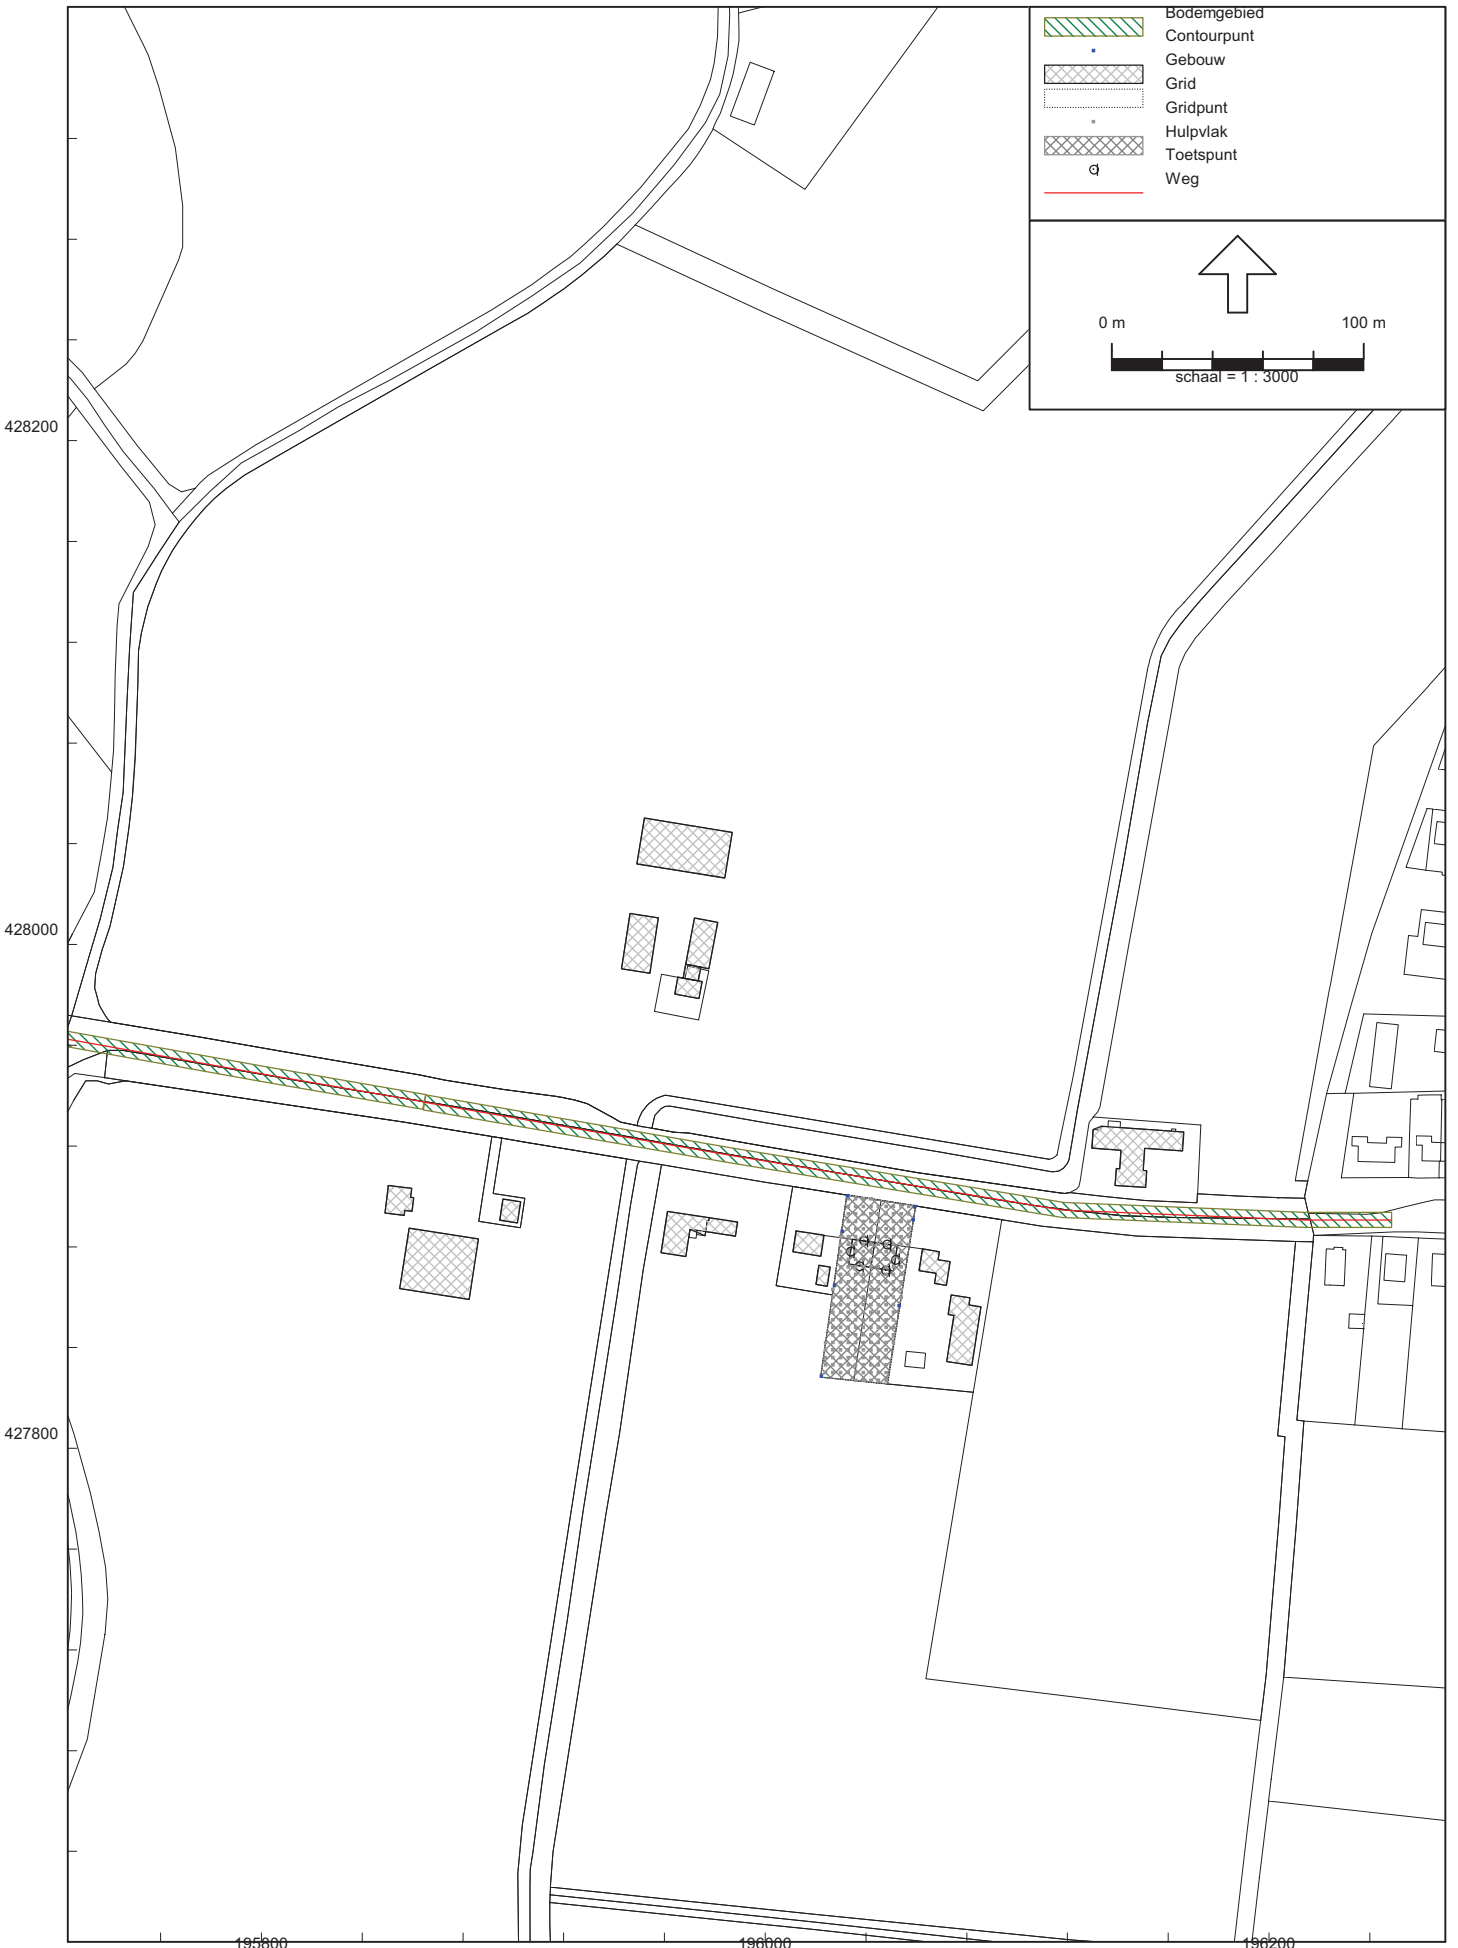 Bodemgebied
Contourpunt
Gebouw
Grid
Gridpunt
Hulpvlak
Toetspunt
Weg
0 m 100 m
schaal = 1 : 3000
428200
428000
427800
195800 196000 196200